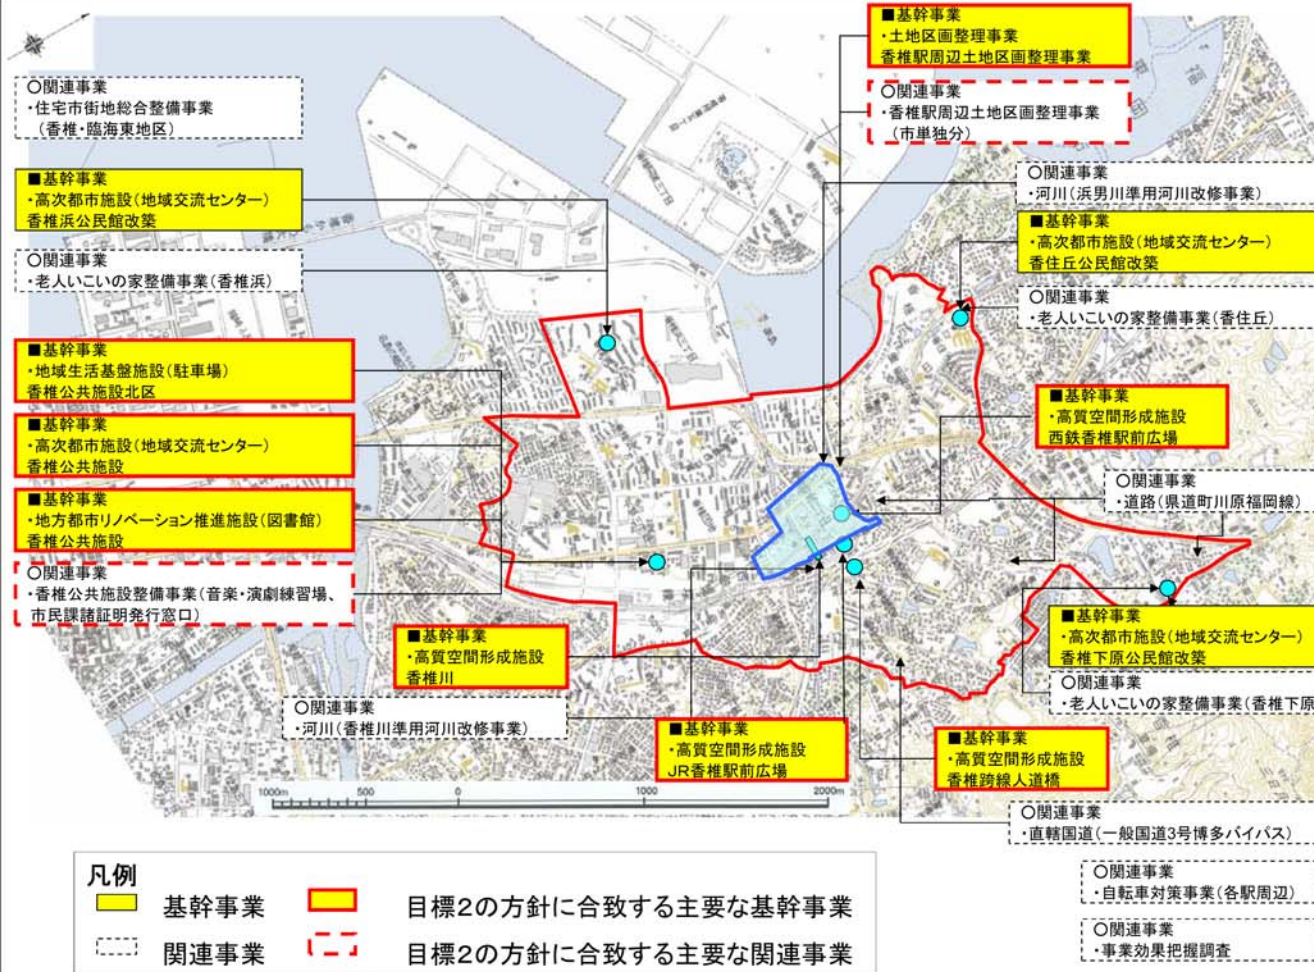 ■基幹事業
・土地区画整理事業
香椎駅周辺土地区画整理事業
○関連事業
・香椎駅周辺土地区画整理事業
(市単独分)
○関連事業
・住宅市街地総合整備事業
(香椎・臨海東地区)
■基幹事業
・高次都市施設(地域交流センター)
香椎浜公民館改築
○関連事業
・老人いこいの家整備事業(香椎浜)
■基幹事業
・地域生活基盤施設(駐車場)
香椎公共施設北区
■基幹事業
・高次都市施設(地域交流センター)
香椎公共施設
■基幹事業
・地方都市リノベーション推進施設(図書館)
香椎公共施設
○関連事業
・香椎公共施設整備事業(音楽・演劇練習場、
市民課諸証明発行窓口)
○関連事業
・河川(浜男川準用河川改修事業)
■基幹事業
・高次都市施設(地域交流センター)
香住丘公民館改築
○関連事業
・老人いこいの家整備事業(香住丘)
■基幹事業
・高質空間形成施設
西鉄香椎駅前広場
○関連事業
・道路(県道町川原福岡線)
■基幹事業
・高次都市施設(地域交流センター)
香椎下原公民館改築
○関連事業
・老人いこいの家整備事業(香椎下原
■基幹事業
・高質空間形成施設
香椎川
○関連事業
・河川(香椎川準用河川改修事業)
■基幹事業
・高質空間形成施設
JR香椎駅前広場
■基幹事業
・高質空間形成施設
香椎跨線人道橋
○関連事業
・直轄国道(一般国道3号博多バイパス)
○関連事業
・自転車対策事業(各駅周辺)
○関連事業
・事業効果把握調査
1000m 500 0 1000 2000m
凡例
基幹事業 目標2の方針に合致する主要な基幹事業
関連事業 目標2の方針に合致する主要な関連事業